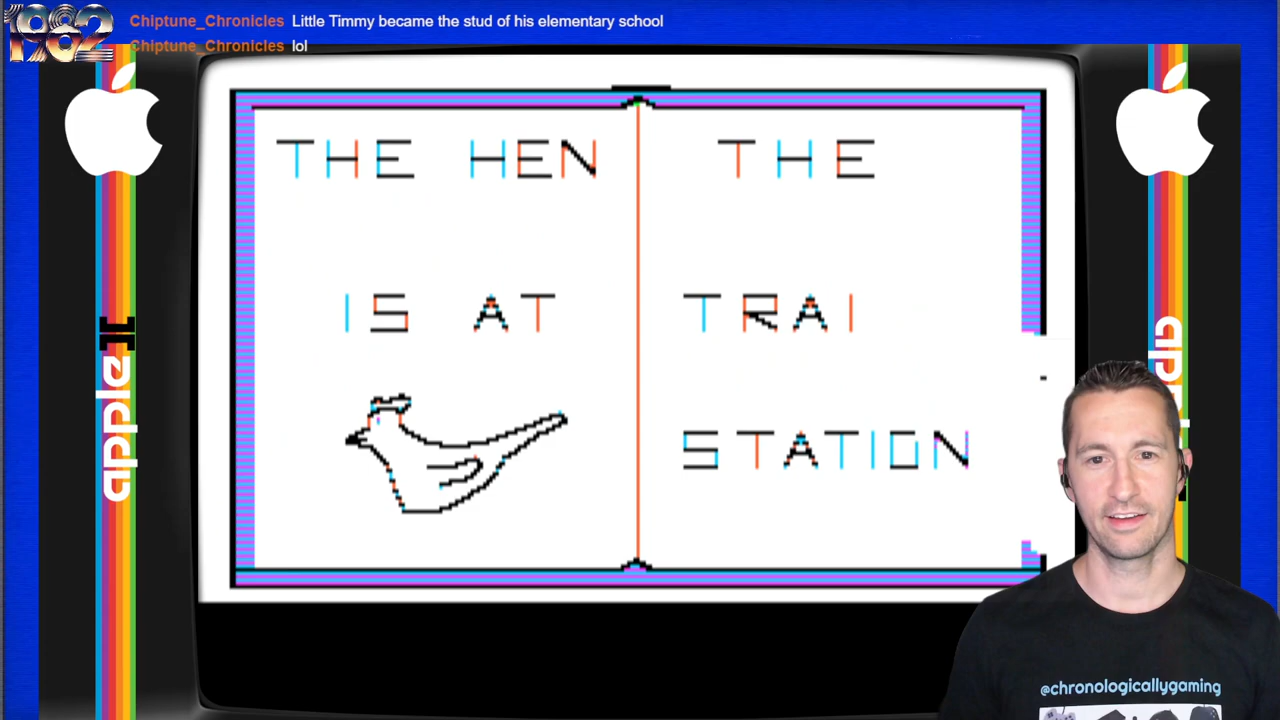 1982
Chiptune_Chronicles Little Timmy became the stud of his elementary school
Chiptune_Chronicles lol
THE HEN
IS AT
THE
TRAI
STATION
apple ][
app
@chronologicallygaming